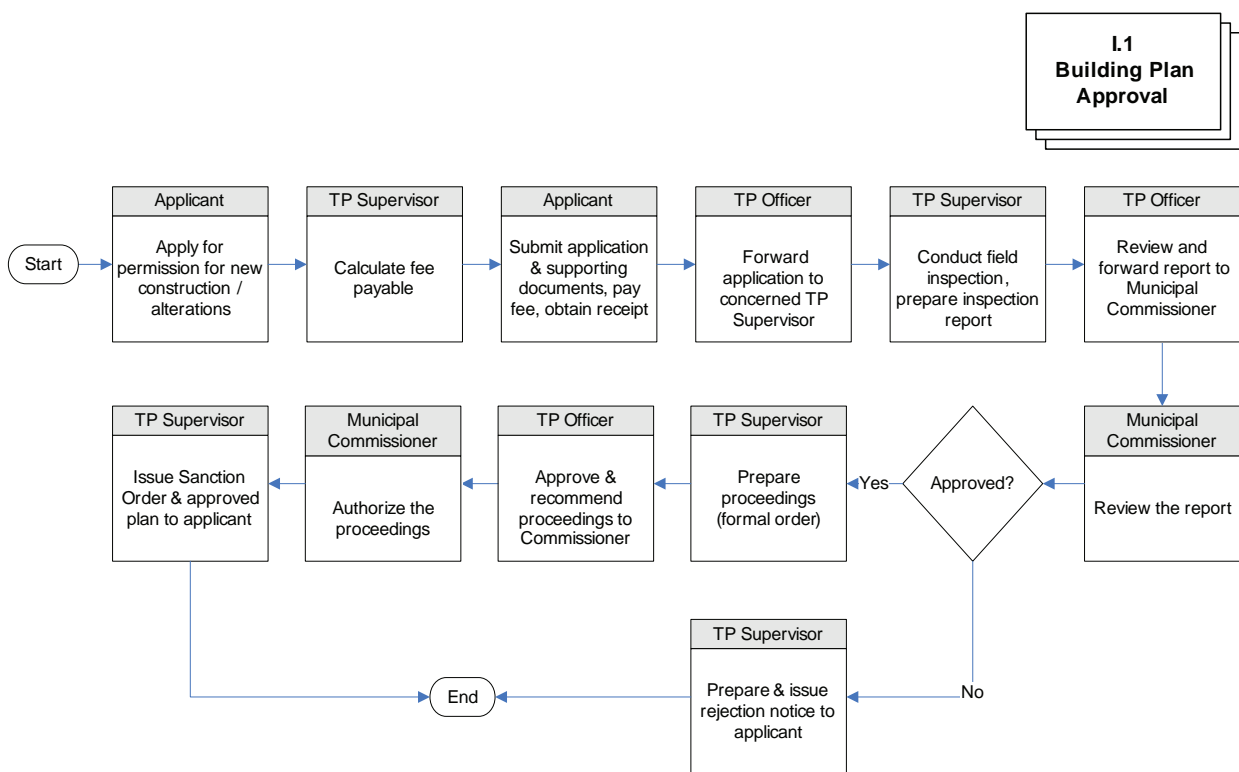 I.1
Building Plan
Approval
Applicant
Apply for
permission for new
construction /
alterations
TP Supervisor
Calculate fee
payable
Applicant
Submit application
& supporting
documents, pay
fee, obtain receipt
TP Officer
Forward
application to
concerned TP
Supervisor
TP Supervisor
Conduct field
inspection,
prepare inspection
report
TP Officer
Review and
forward report to
Municipal
Commissioner
Start
TP Supervisor
Issue Sanction
Order & approved
plan to applicant
Municipal
Commissioner
Authorize the
proceedings
TP Officer
Approve &
recommend
proceedings to
Commissioner
TP Supervisor
Prepare
proceedings
(formal order)
Yes
Approved?
Municipal
Commissioner
Review the report
TP Supervisor
Prepare & issue
rejection notice to
applicant
No
End